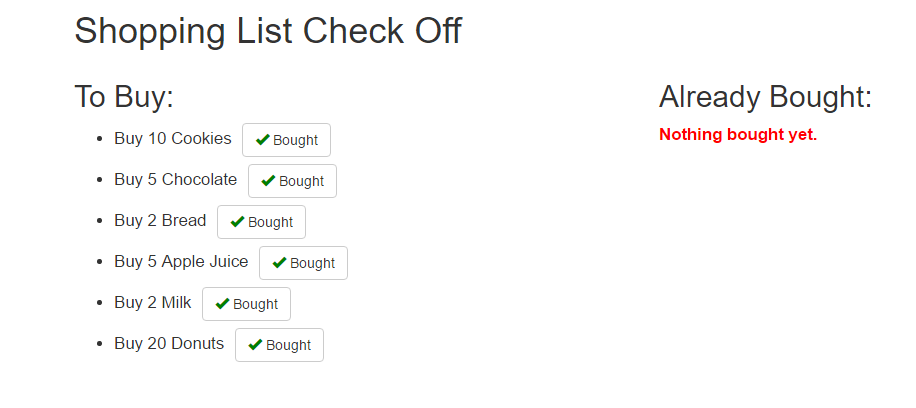 Shopping List Check Off
To Buy:
Buy 10 Cookies Bought
Buy 5 Chocolate Bought
Buy 2 Bread Bought
Buy 5 Apple Juice Bought
Buy 2 Milk Bought
Buy 20 Donuts Bought
Already Bought:
Nothing bought yet.